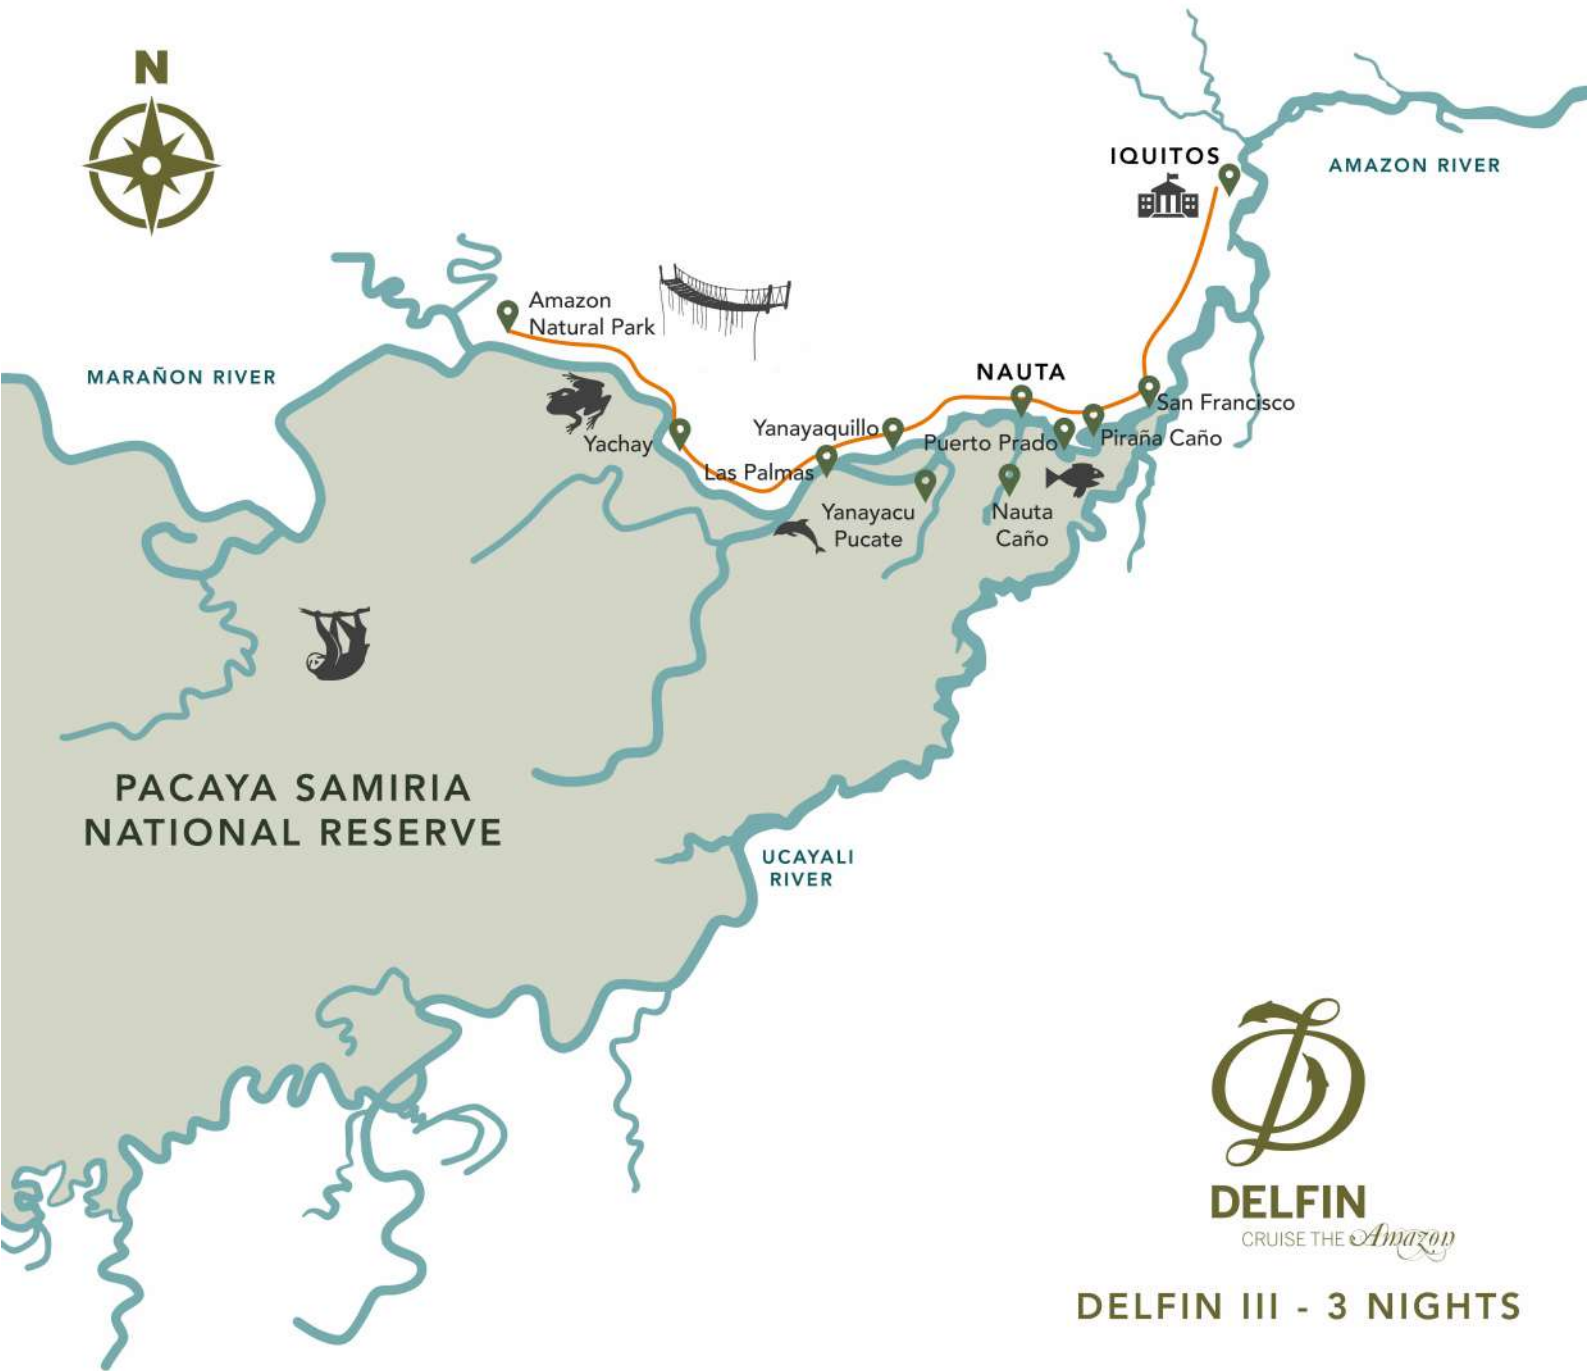 N
IQUITOS
AMAZON RIVER
Amazon
Natural Park
MARAÑON RIVER
NAUTA
San Francisco
Yanayaquillo
Puerto Prado
Piraña Caño
Yachay
Las Palmas
Yanayacu
Pucate
Nauta
Caño
PACAYA SAMIRIA
NATIONAL RESERVE
UCAYALI
RIVER
DELFIN
CRUISE THE Amazon
DELFIN III - 3 NIGHTS